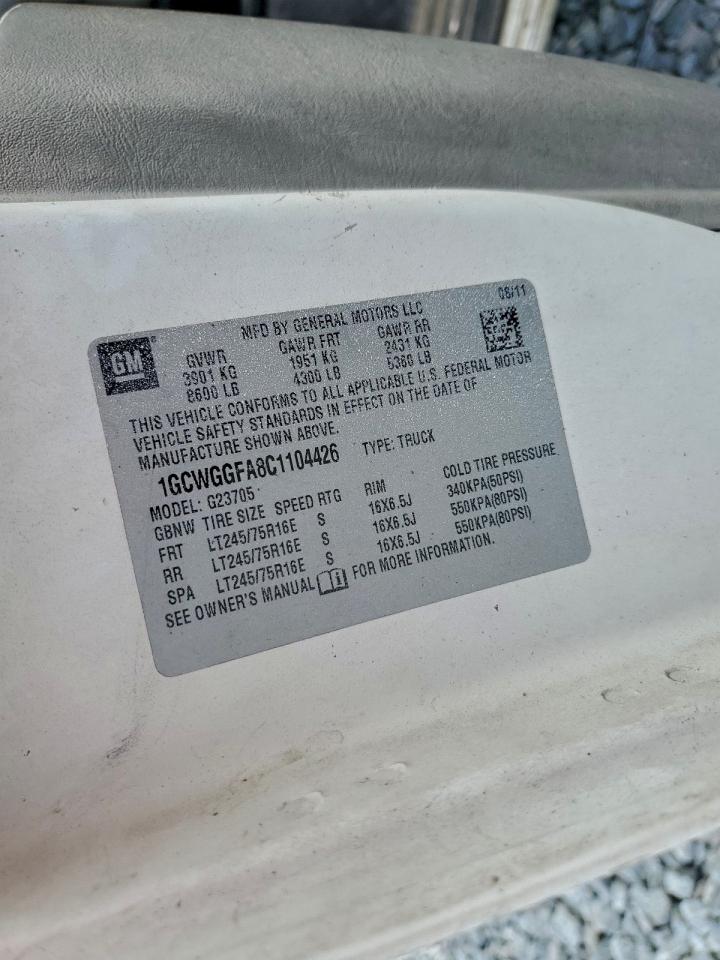 GM
MFD BY GENERAL MOTORS LLC 08/11
GVWR GAWR FRT GAWR RR
3901 KG 1951 KG 2431 KG
8600 LB 4300 LB 5360 LB
THIS VEHICLE CONFORMS TO ALL APPLICABLE U.S. FEDERAL MOTOR
VEHICLE SAFETY STANDARDS IN EFFECT ON THE DATE OF
MANUFACTURE SHOWN ABOVE.
1GCWGGFA8C1104426 TYPE: TRUCK
MODEL: G23705
GBNW TIRE SIZE SPEED RTG RIM COLD TIRE PRESSURE
FRT LT245/75R16E S 16X6.5J 340KPA(50PSI)
RR LT245/75R16E S 16X6.5J 550KPA(80PSI)
SPA LT245/75R16E S 16X6.5J 550KPA(80PSI)
SEE OWNER'S MANUAL FOR MORE INFORMATION.